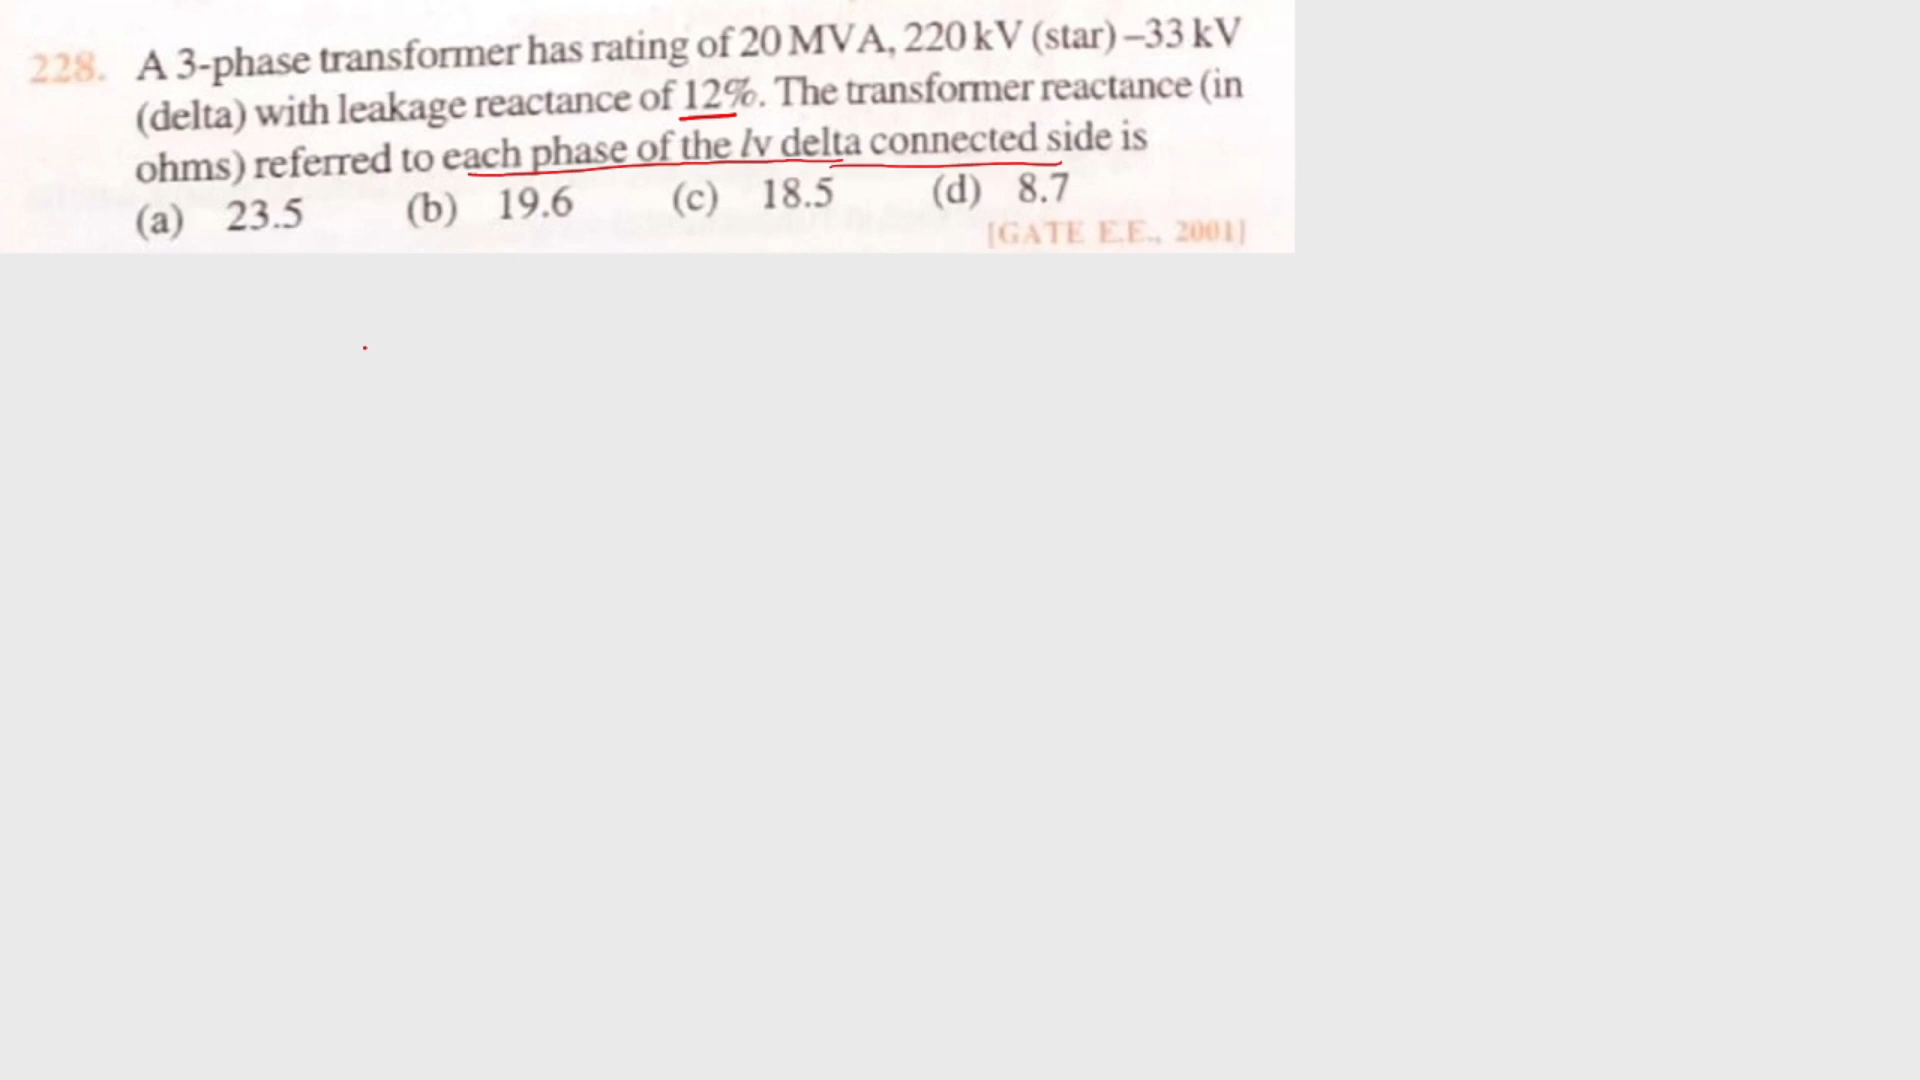 228. A 3-phase transformer has rating of 20 MVA, 220 kV (star) –33 kV
(delta) with leakage reactance of 12%. The transformer reactance (in
ohms) referred to each phase of the lv delta connected side is
(a) 23.5 (b) 19.6 (c) 18.5 (d) 8.7
[GATE E.E., 2001]